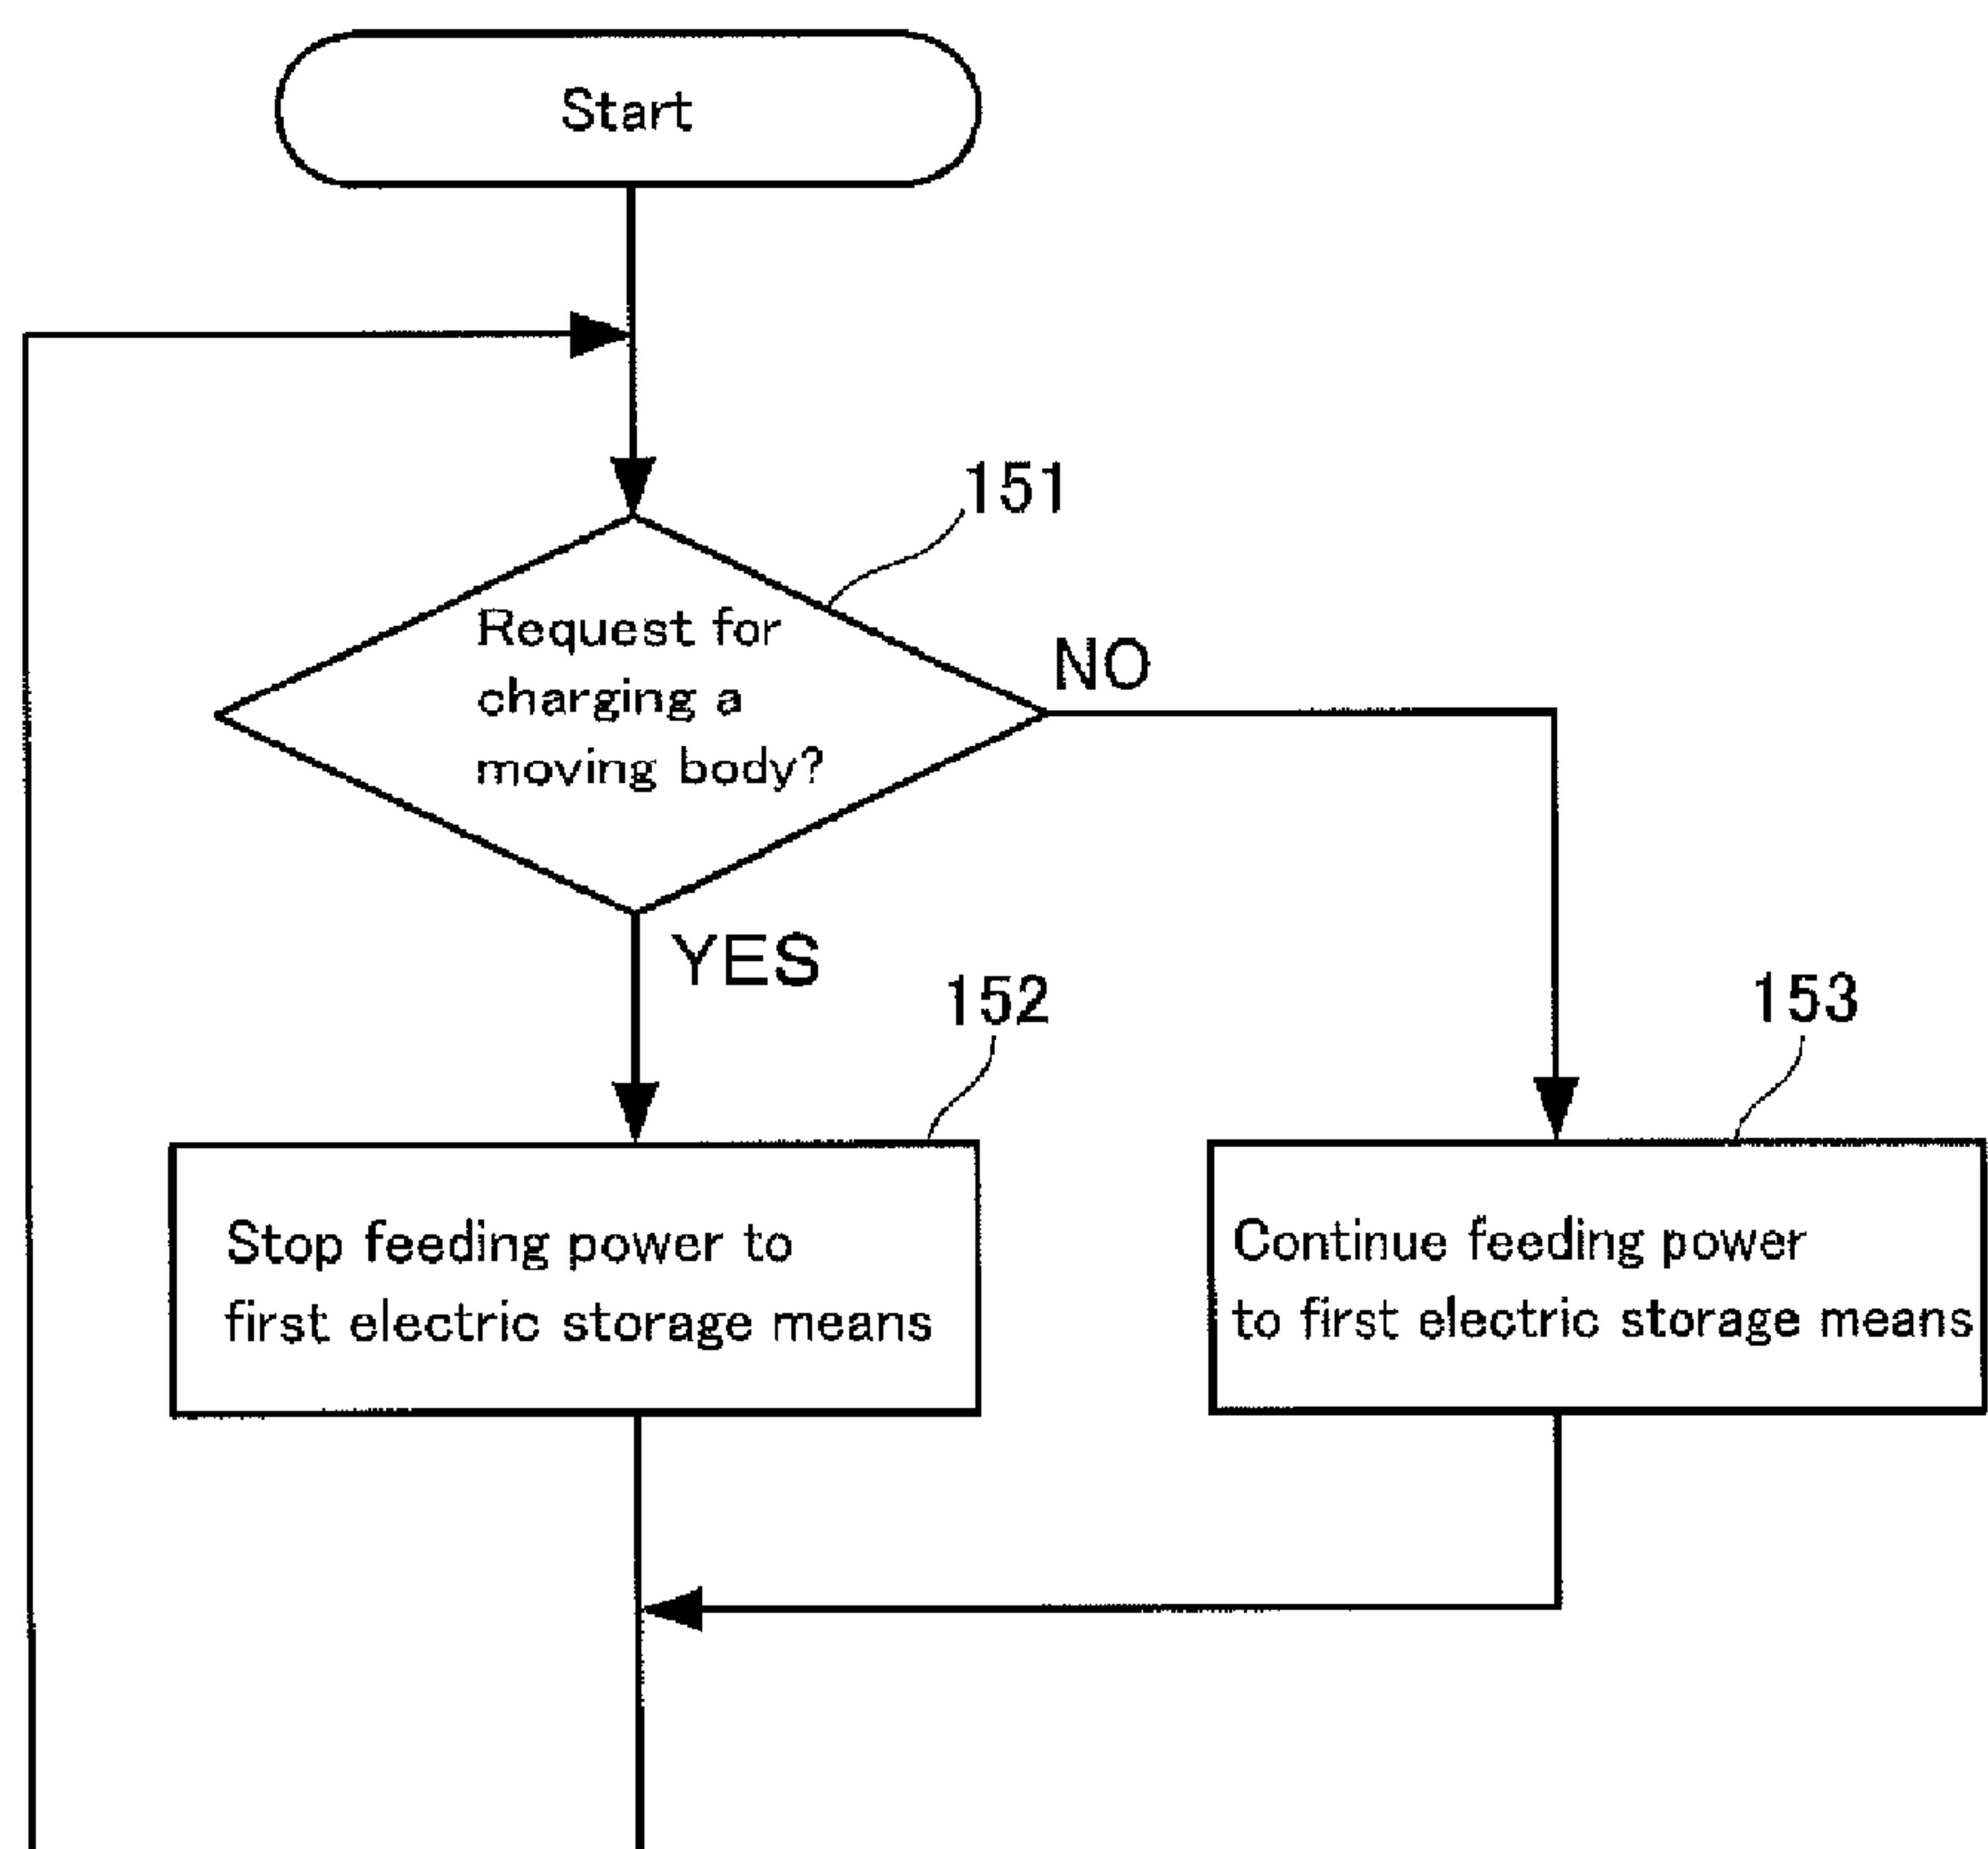 Start
151
Request for
charging a
moving body?
NO
YES
152
153
Stop feeding power to
first electric storage means
Continue feeding power
to first electric storage means